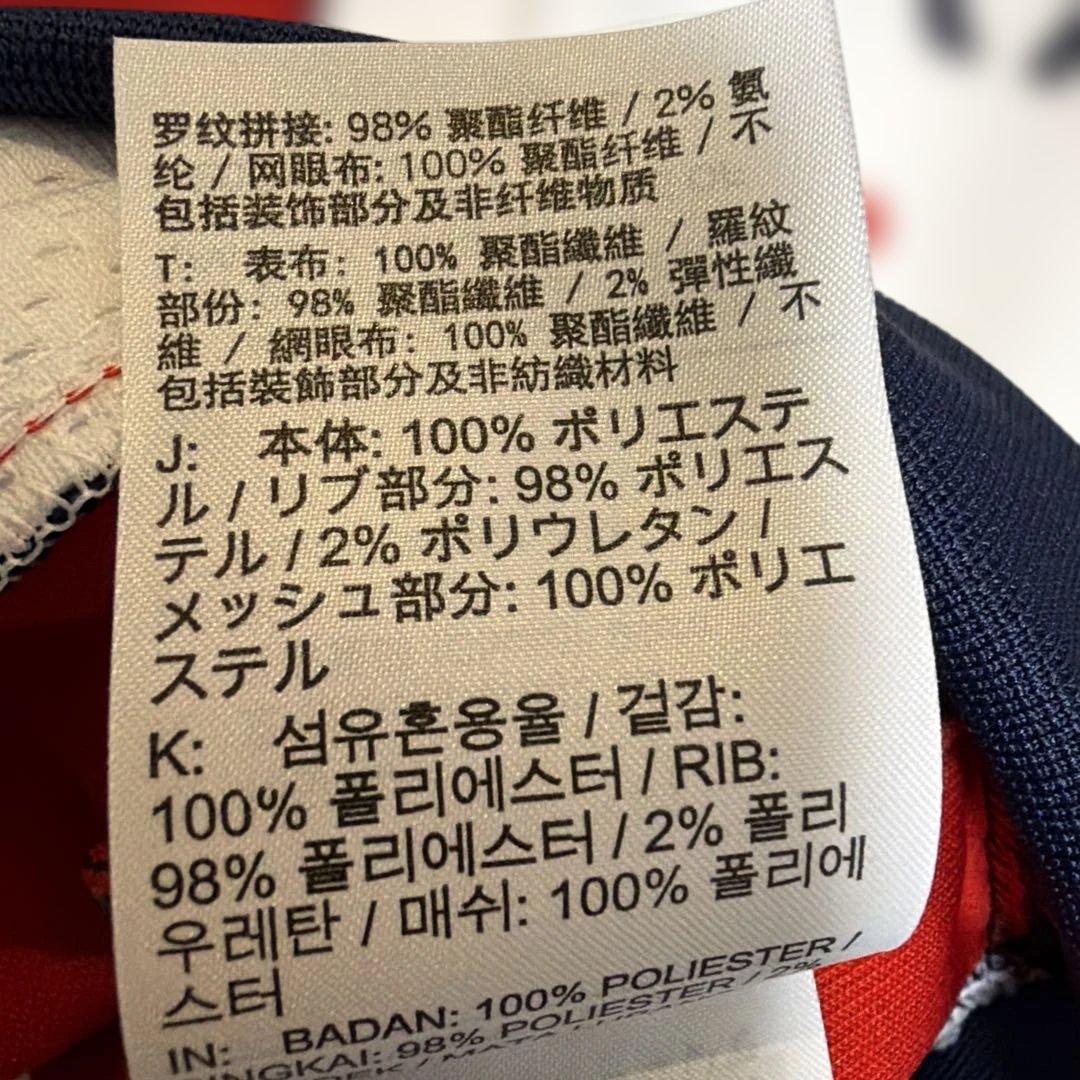 罗纹拼接: 98% 聚酯纤维 / 2% 氨
纶 / 网眼布: 100% 聚酯纤维 / 不
包括装饰部分及非纤维物质
T: 表布: 100% 聚酯纖維 / 羅紋
部份: 98% 聚酯纖維 / 2% 彈性纖
維 / 網眼布: 100% 聚酯纖維 / 不
包括裝飾部分及非紡織材料
J: 本体: 100% ポリエステ
ル / リブ部分: 98% ポリエス
テル / 2% ポリウレタン /
メッシュ部分: 100% ポリエ
ステル
K: 섬유혼용율 / 겉감:
100% 폴리에스터 / RIB:
98% 폴리에스터 / 2% 폴리
우레탄 / 매쉬: 100% 폴리에
스터
IN: BADAN: 100% POLIESTER /
98% POLIESTER / 2%